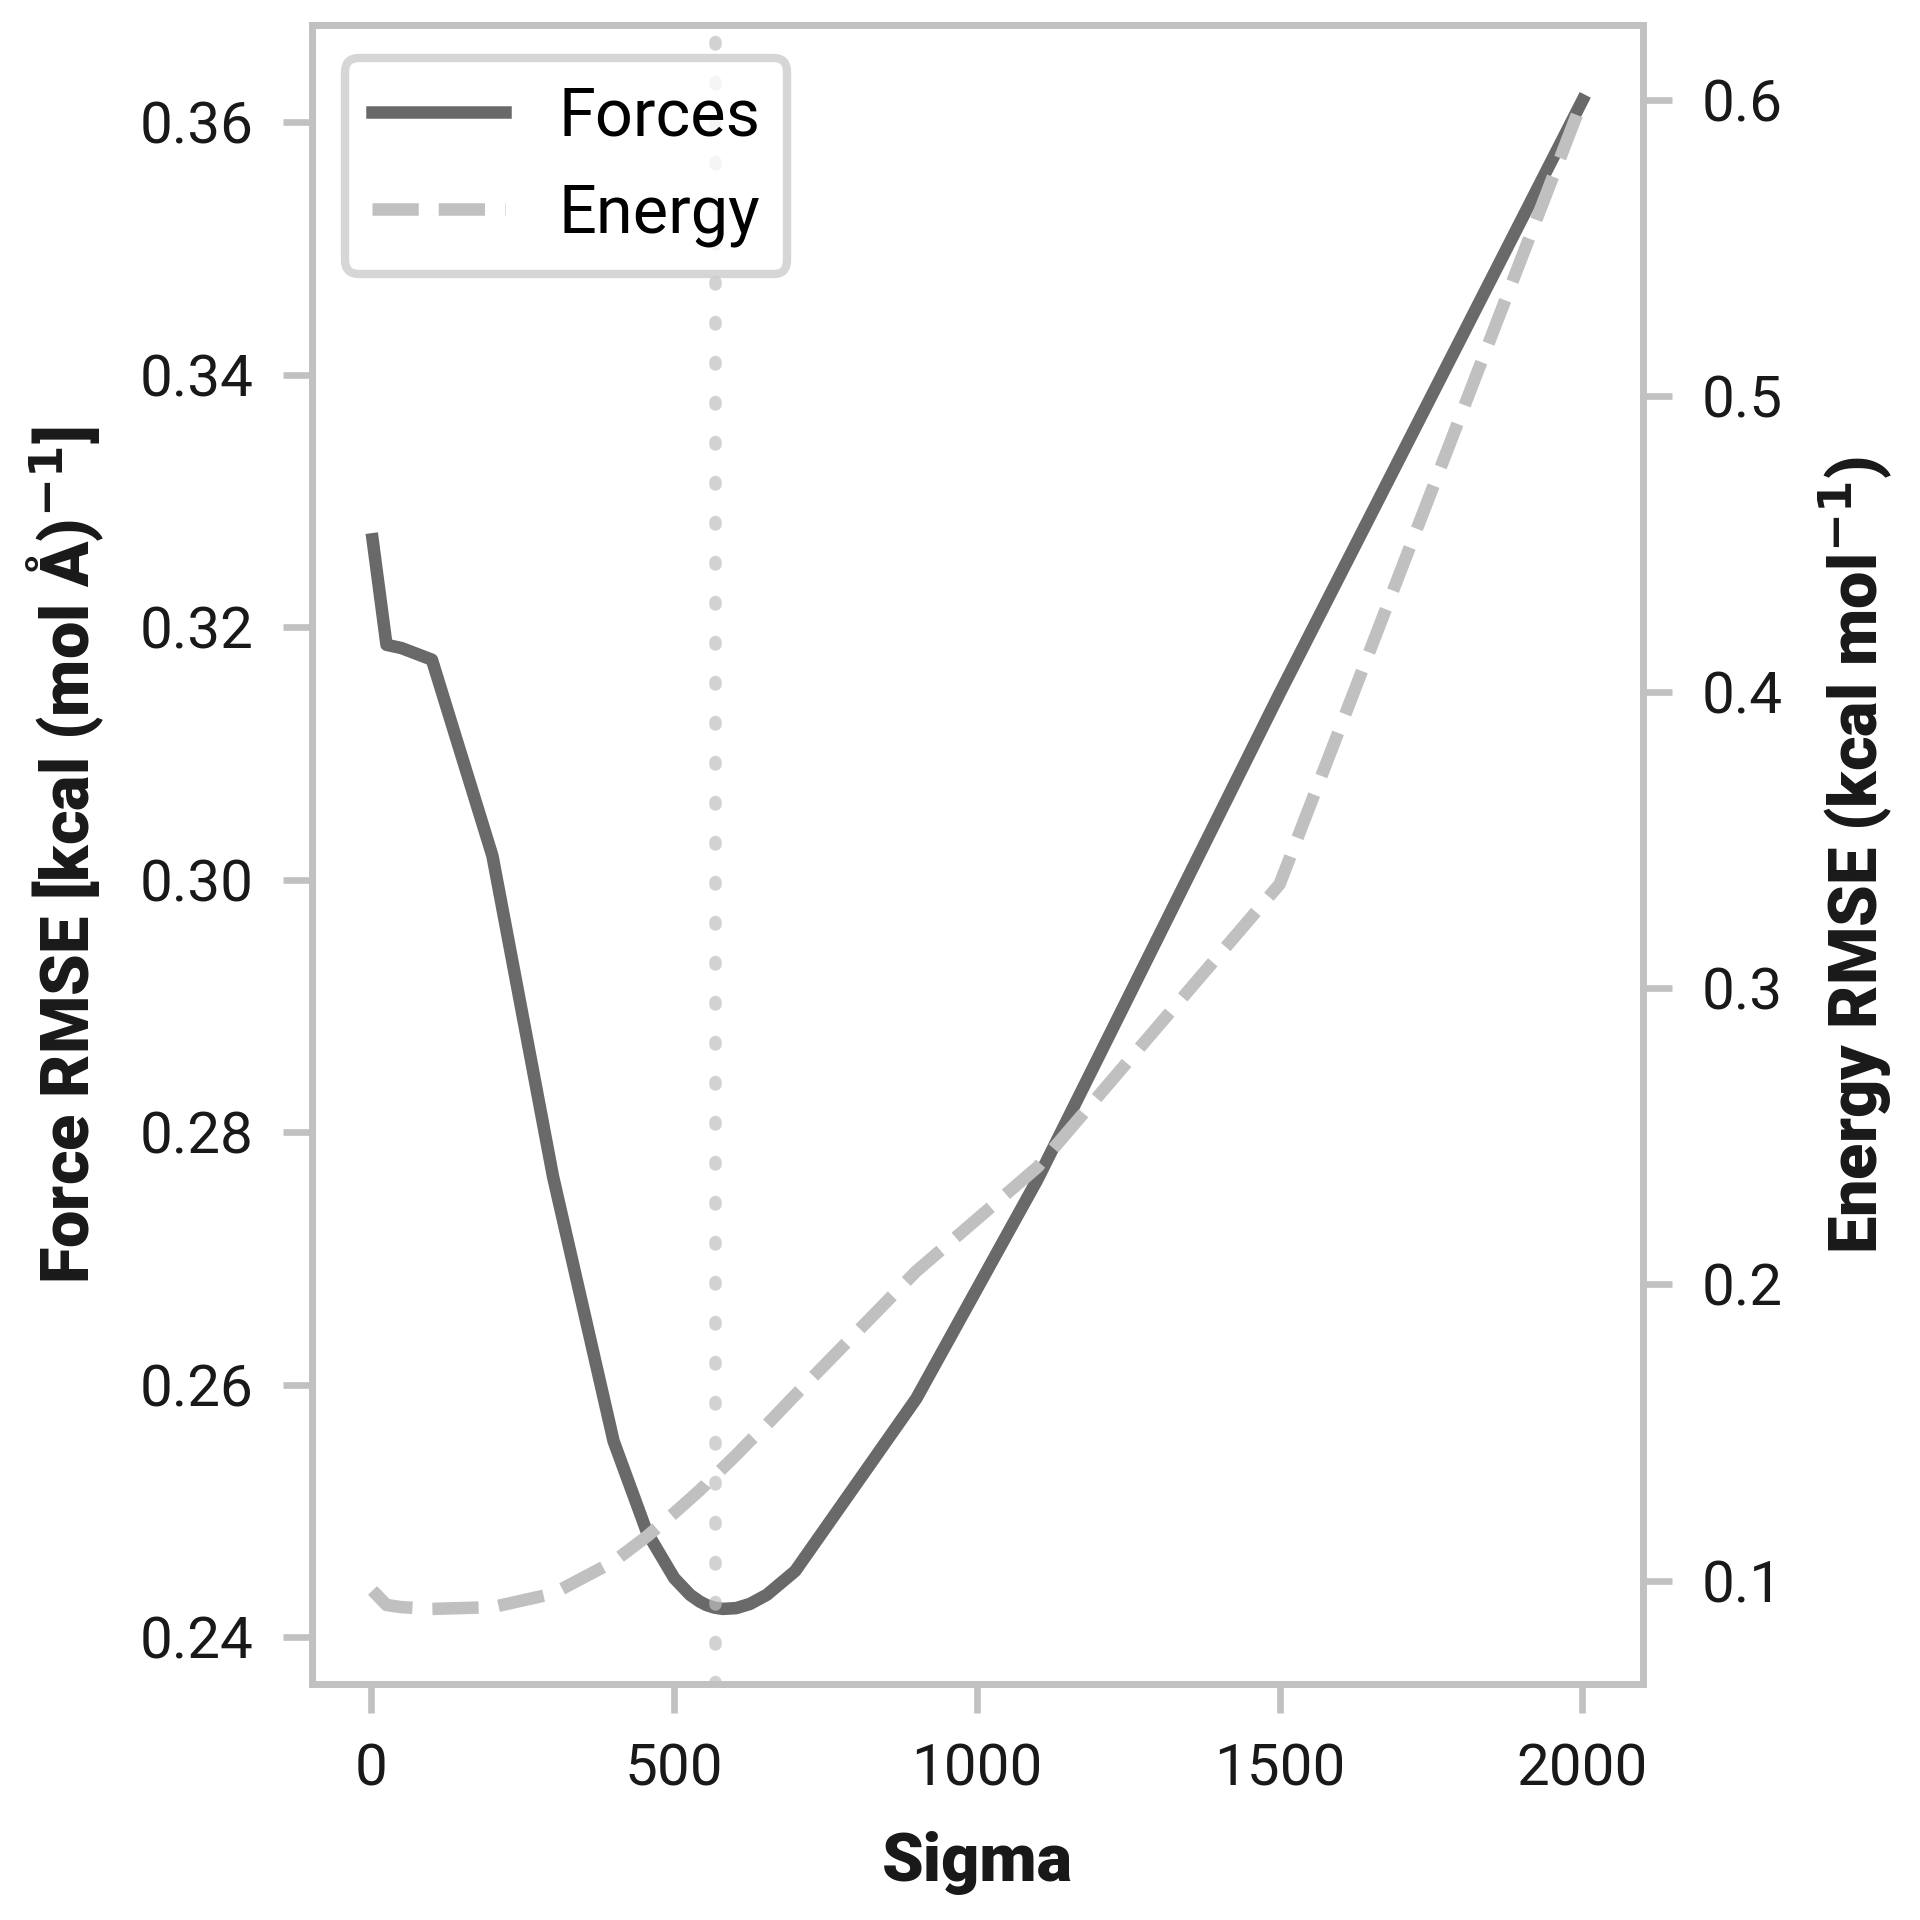 Forces
Energy
0.36
0.34
0.32
0.30
0.28
0.26
0.24
Force RMSE [kcal (mol Å)⁻¹]
0.6
0.5
0.4
0.3
0.2
0.1
Energy RMSE (kcal mol⁻¹)
0 500 1000 1500 2000
Sigma